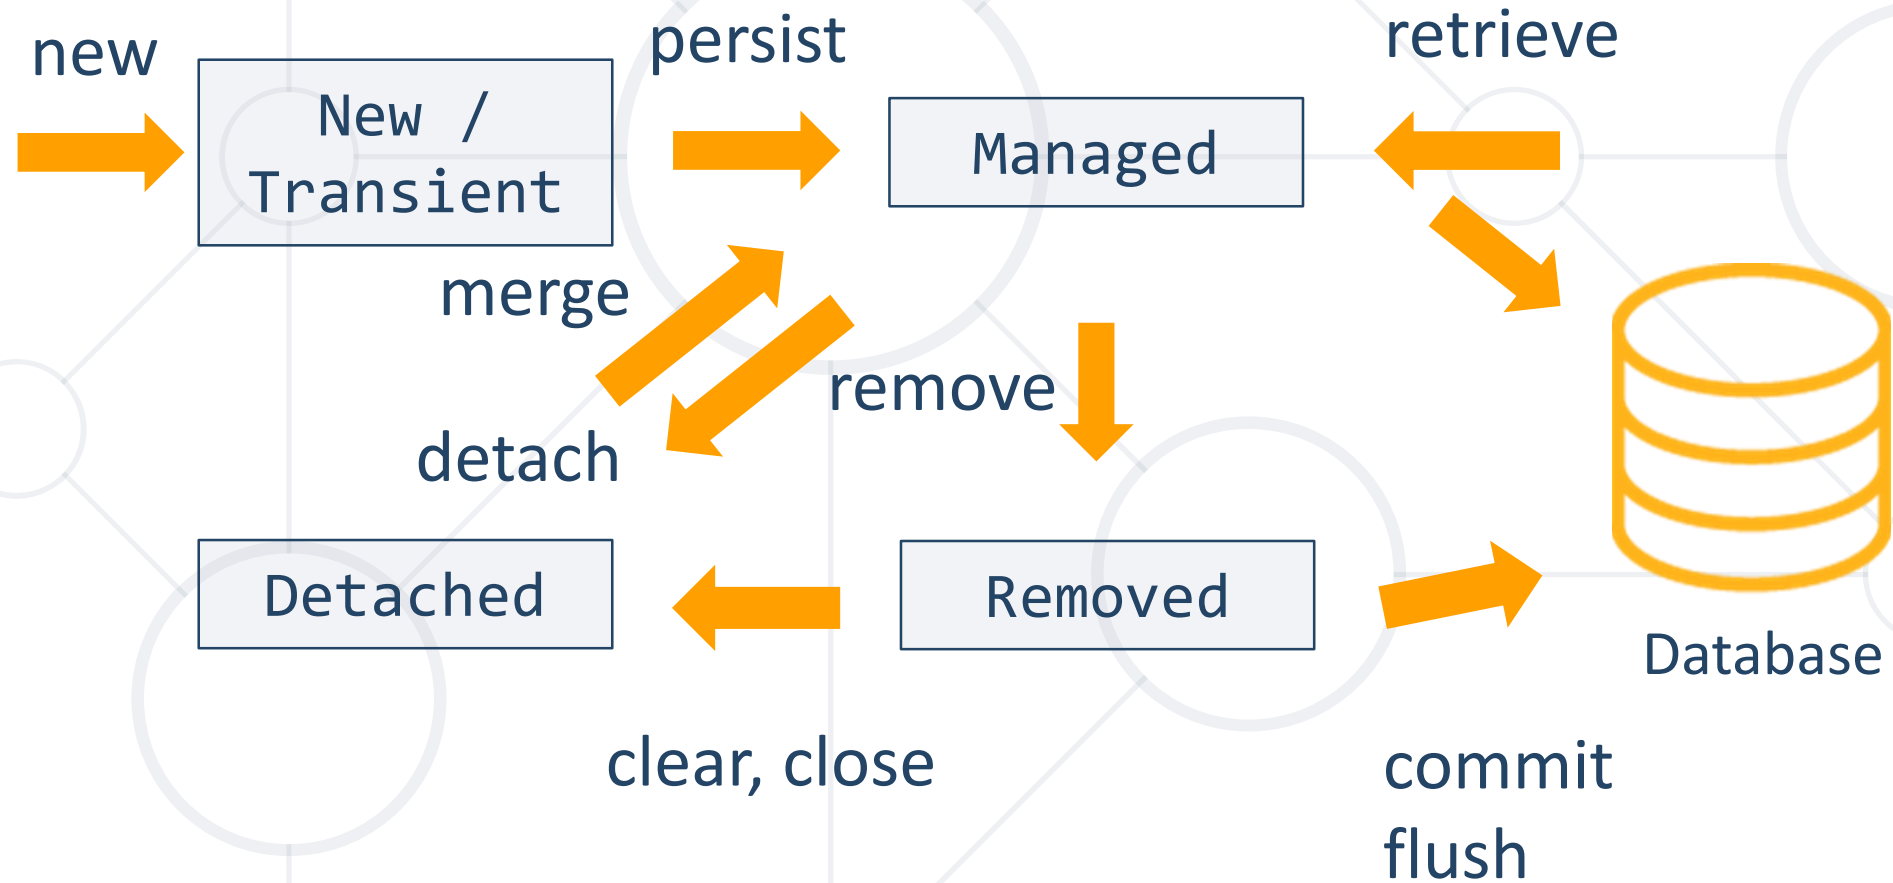 new
persist
retrieve
New /
Transient
Managed
merge
remove
detach
Detached
Removed
Database
clear, close
commit
flush